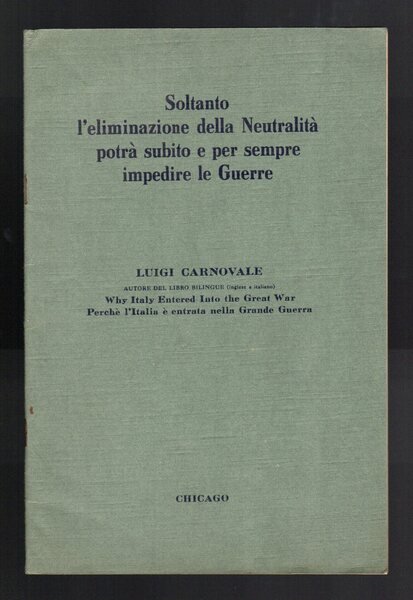 Soltanto
l'eliminazione della Neutralità
potrà subito e per sempre
impedire le Guerre
LUIGI CARNOVALE
AUTORE DEL LIBRO BILINGUE (inglese e italiano)
Why Italy Entered Into the Great War
Perchè l'Italia è entrata nella Grande Guerra
CHICAGO